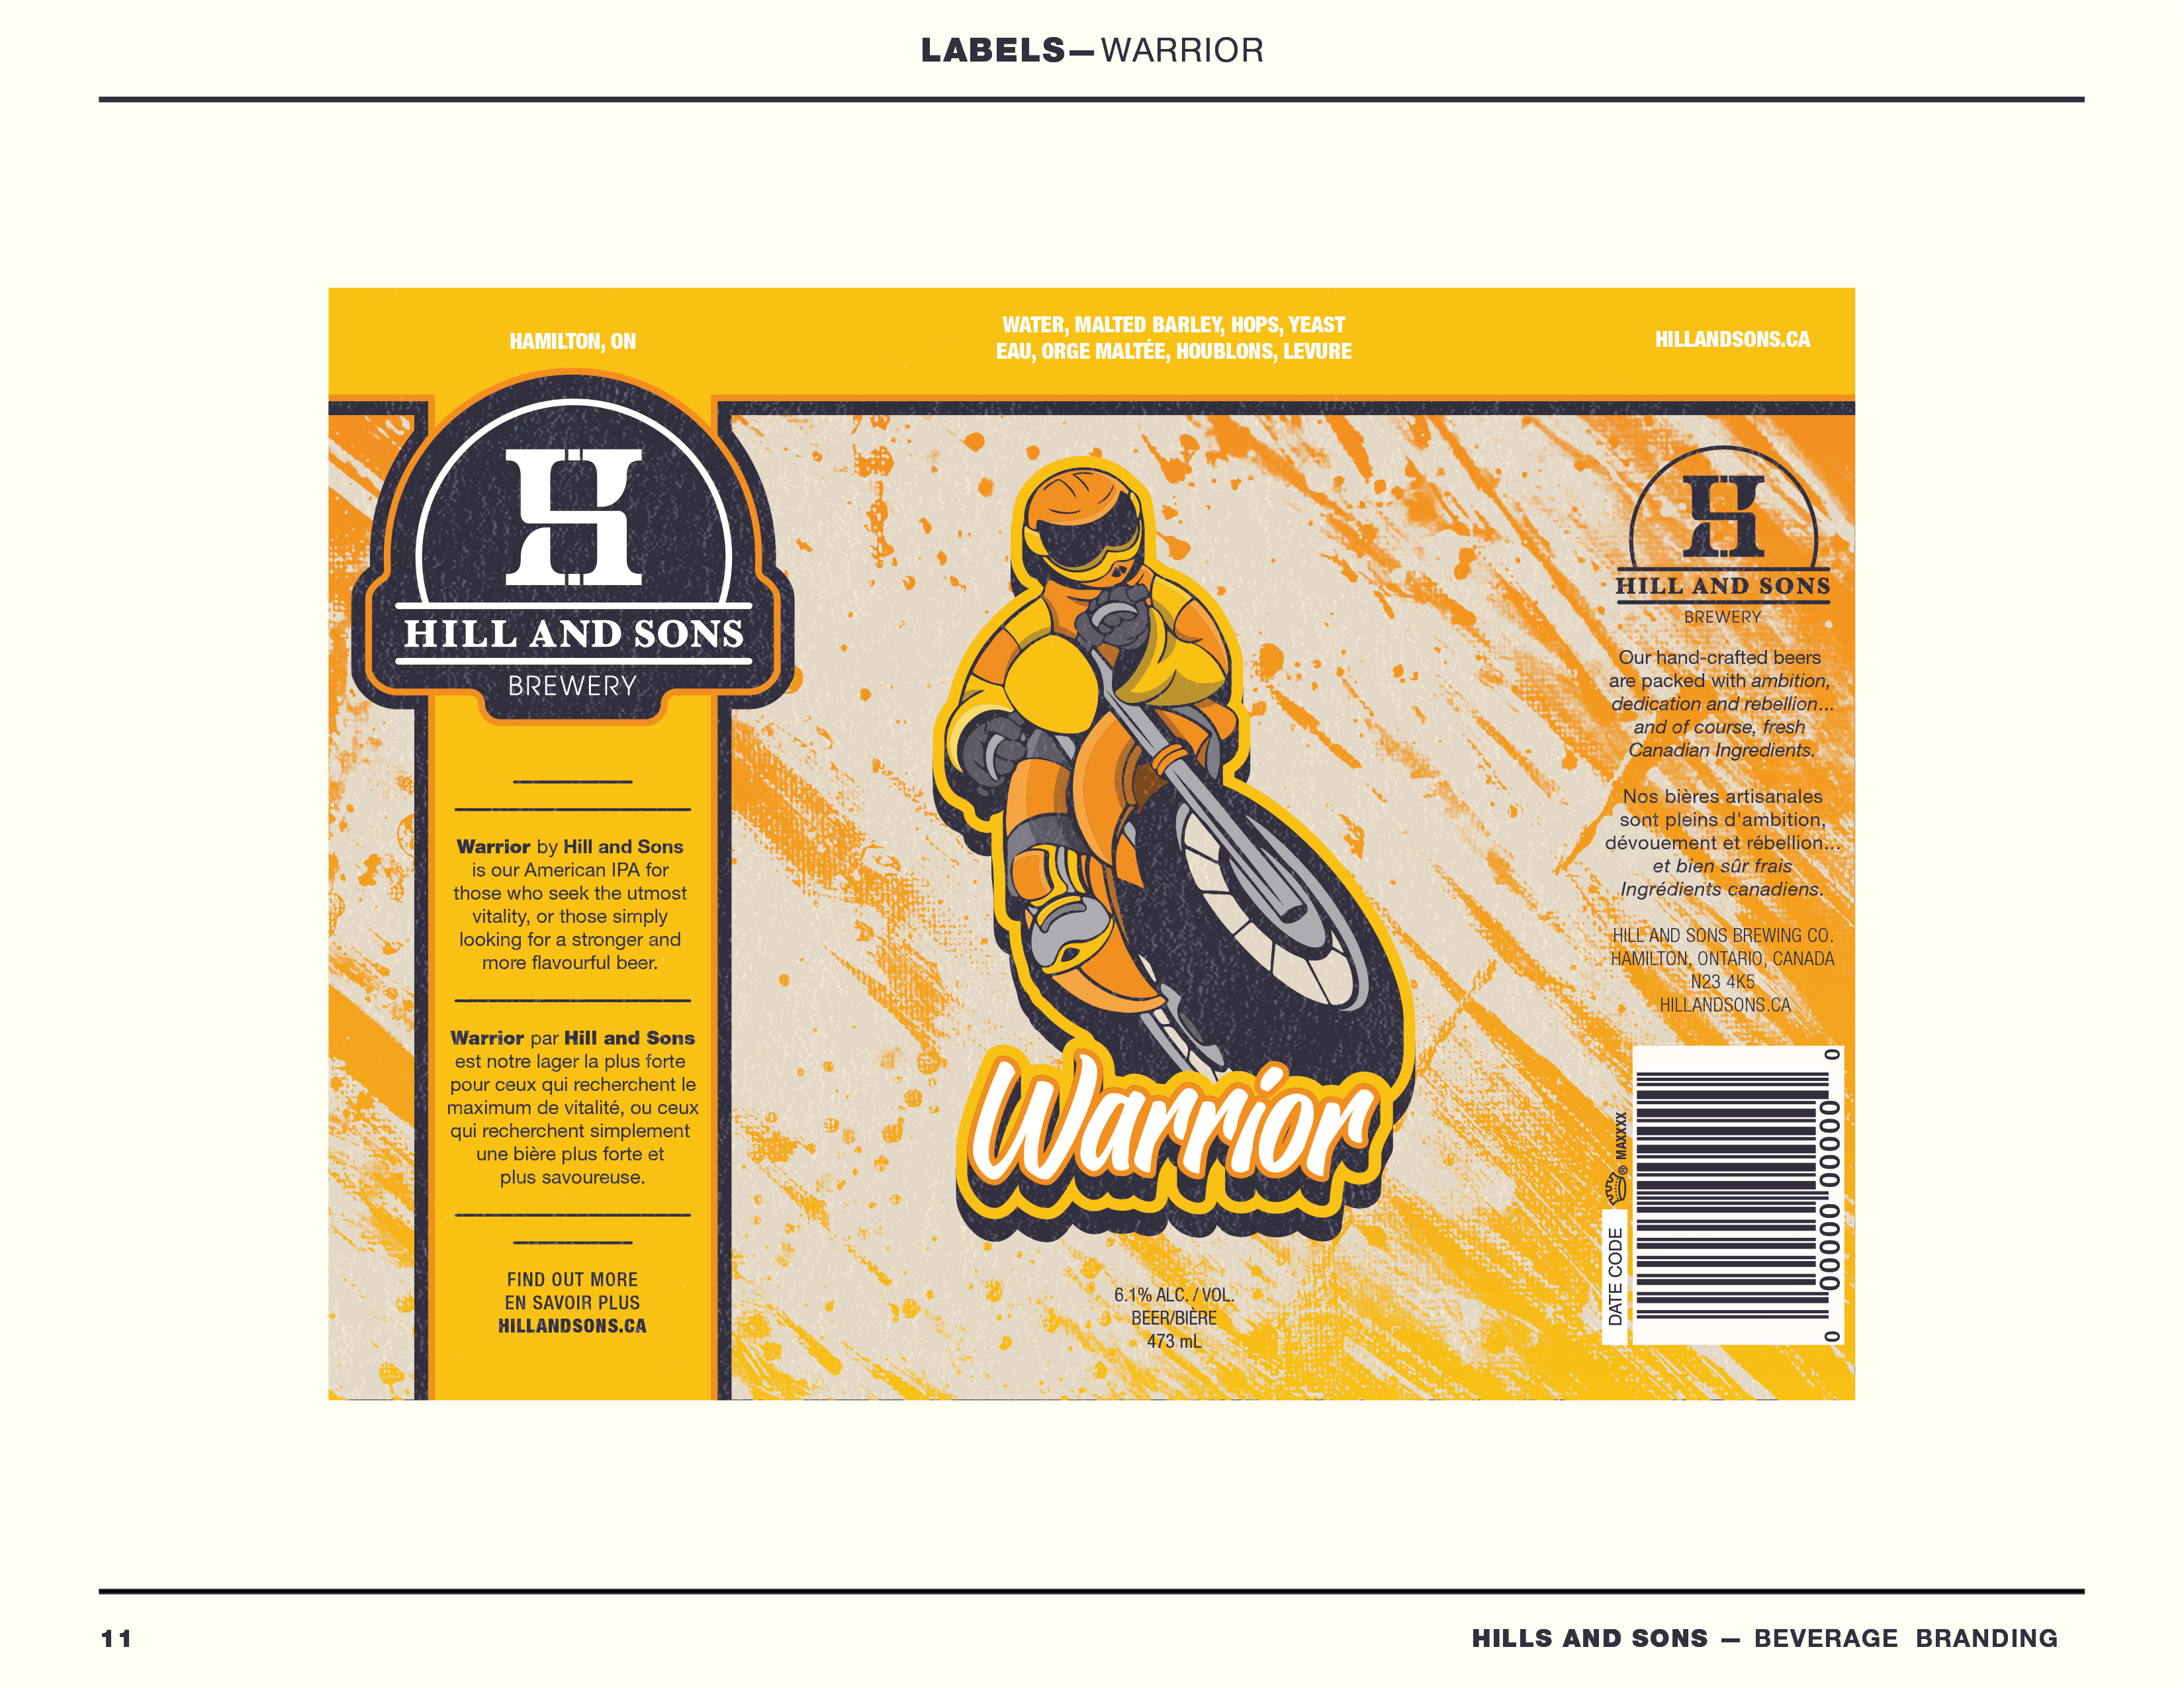 LABELS—WARRIOR
HAMILTON, ON
WATER, MALTED BARLEY, HOPS, YEAST
EAU, ORGE MALTÉE, HOUBLONS, LEVURE
HILLANDSONS.CA
H
HILL AND SONS
BREWERY
Warrior by Hill and Sons
is our American IPA for
those who seek the utmost
vitality, or those simply
looking for a stronger and
more flavourful beer.
Warrior par Hill and Sons
est notre lager la plus forte
pour ceux qui recherchent le
maximum de vitalité, ou ceux
qui recherchent simplement
une bière plus forte et
plus savoureuse.
FIND OUT MORE
EN SAVOIR PLUS
HILLANDSONS.CA
Warrior
6.1% ALC. / VOL.
BEER/BIÈRE
473 mL
H
HILL AND SONS
BREWERY
Our hand-crafted beers
are packed with ambition,
dedication and rebellion...
and of course, fresh
Canadian Ingredients.
Nos bières artisanales
sont pleins d'ambition,
dévouement et rébellion...
et bien sûr frais
Ingrédients canadiens.
HILL AND SONS BREWING CO.
HAMILTON, ONTARIO, CANADA
N23 4K5
HILLANDSONS.CA
DATE CODE
® MAXXXX
0 00000 00000 0
11
HILLS AND SONS — BEVERAGE BRANDING